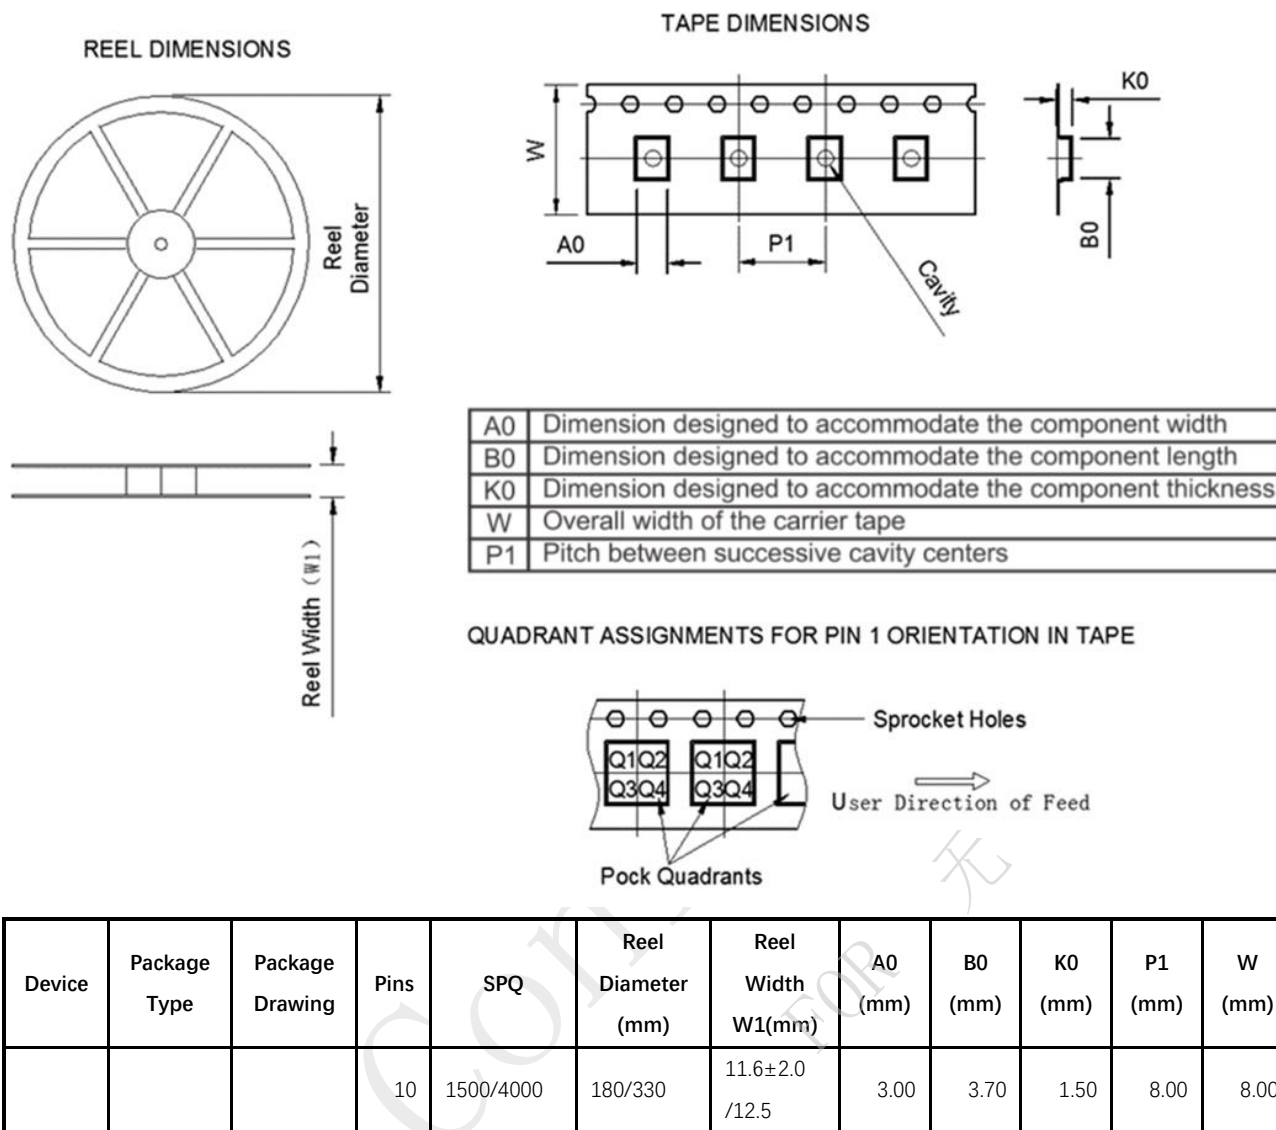 REEL DIMENSIONS
TAPE DIMENSIONS
Reel
Diameter
Reel Width（W1）
W
A0
P1
Cavity
K0
B0
A0 Dimension designed to accommodate the component width
B0 Dimension designed to accommodate the component length
K0 Dimension designed to accommodate the component thickness
W Overall width of the carrier tape
P1 Pitch between successive cavity centers
QUADRANT ASSIGNMENTS FOR PIN 1 ORIENTATION IN TAPE
Q1 Q2 Q1 Q2
Q3 Q4 Q3 Q4
Sprocket Holes
User Direction of Feed
Pock Quadrants
无
Con
FOR
Device
Package
Type
Package
Drawing
Pins
SPQ
Reel
Diameter
(mm)
Reel
Width
W1(mm)
A0
(mm)
B0
(mm)
K0
(mm)
P1
(mm)
W
(mm)
10 1500/4000 180/330 11.6±2.0
/12.5
3.00 3.70 1.50 8.00 8.00